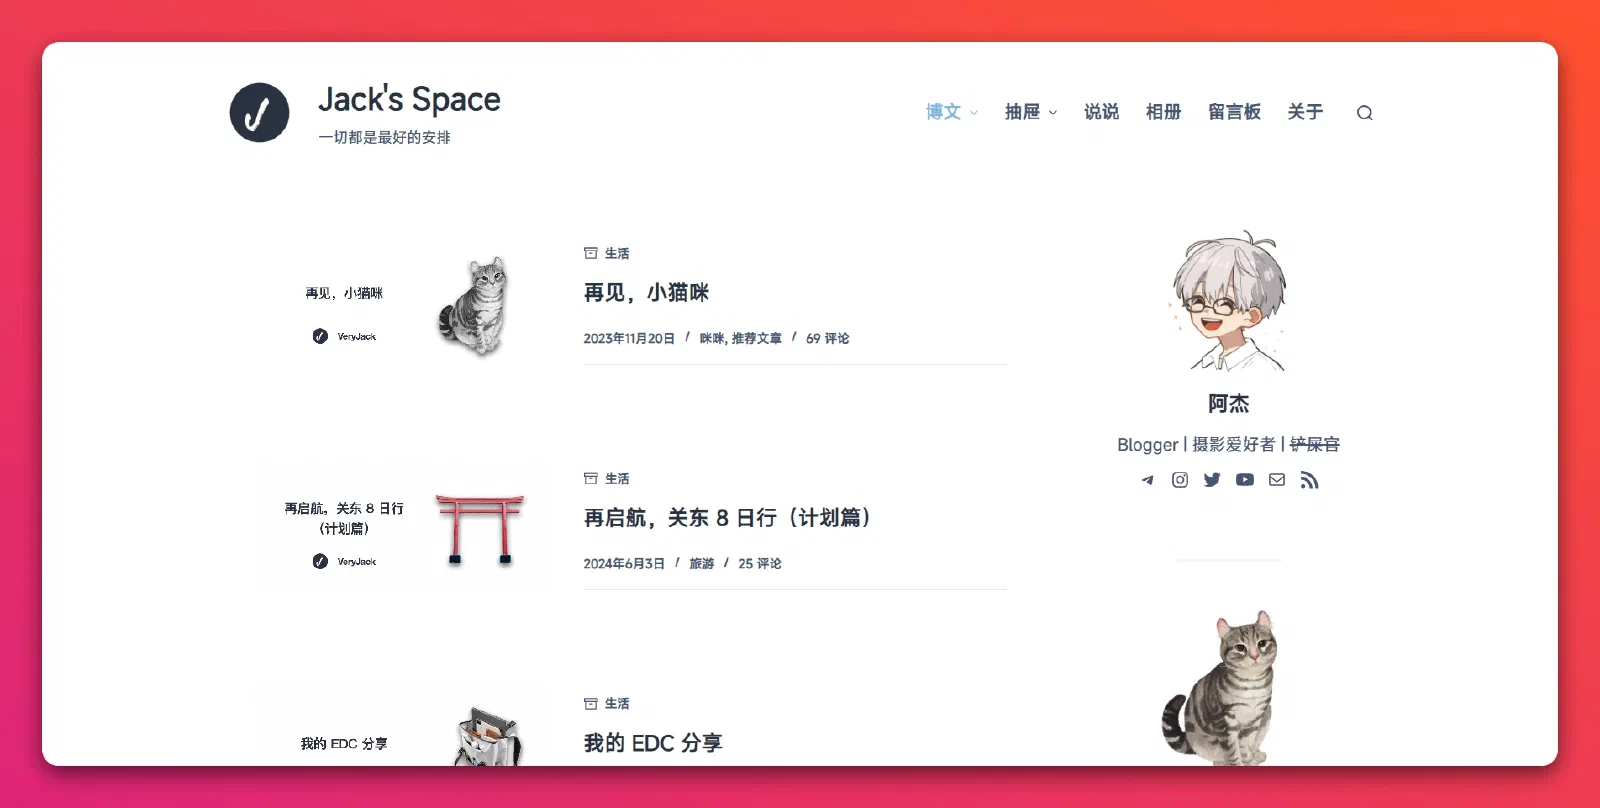 Jack's Space
一切都是最好的安排
博文 抽屉 说说 相册 留言板 关于
再见，小猫咪
VeryJack
生活
再见，小猫咪
2023年11月20日 / 咪咪, 推荐文章 / 69 评论
再启航，关东 8 日行
（计划篇）
VeryJack
生活
再启航，关东 8 日行（计划篇）
2024年6月3日 / 旅游 / 25 评论
我的 EDC 分享
生活
我的 EDC 分享
阿杰
Blogger | 摄影爱好者 | 铲屎官